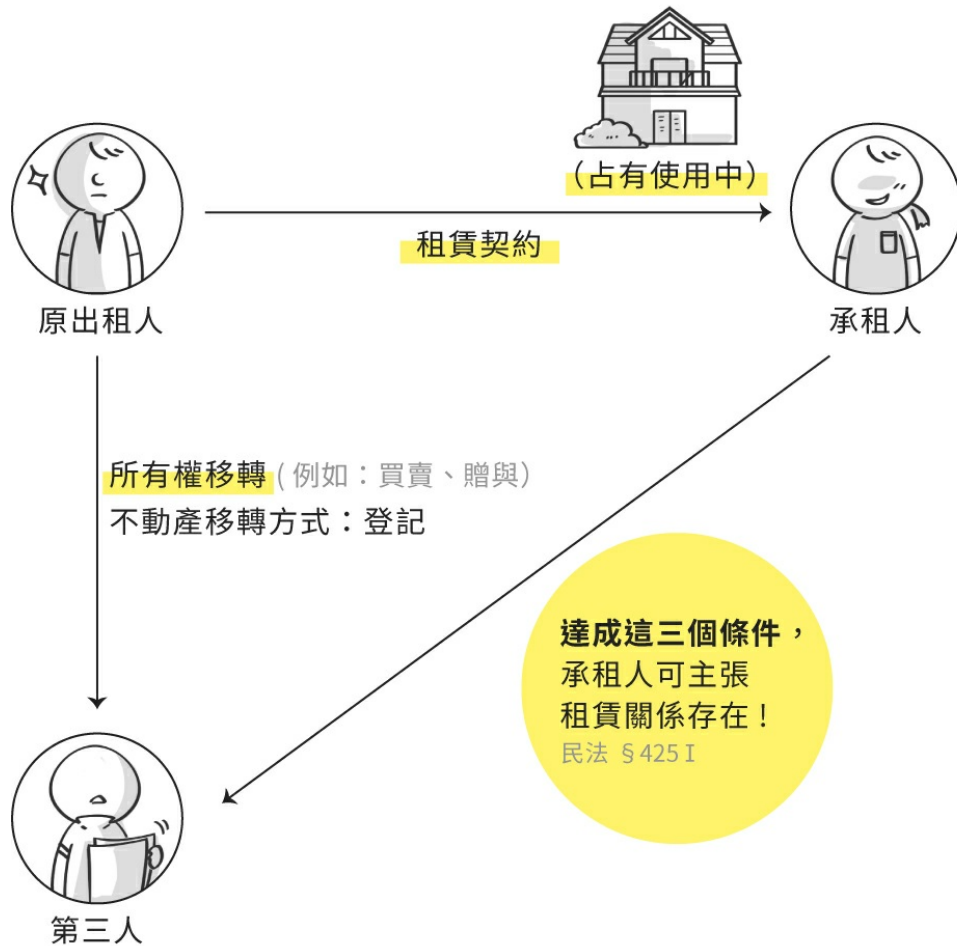 (占有使用中)
租賃契約
原出租人
承租人
所有權移轉(例如：買賣、贈與)
不動產移轉方式：登記
達成這三個條件，
承租人可主張
租賃關係存在！
民法 §425 I
第三人